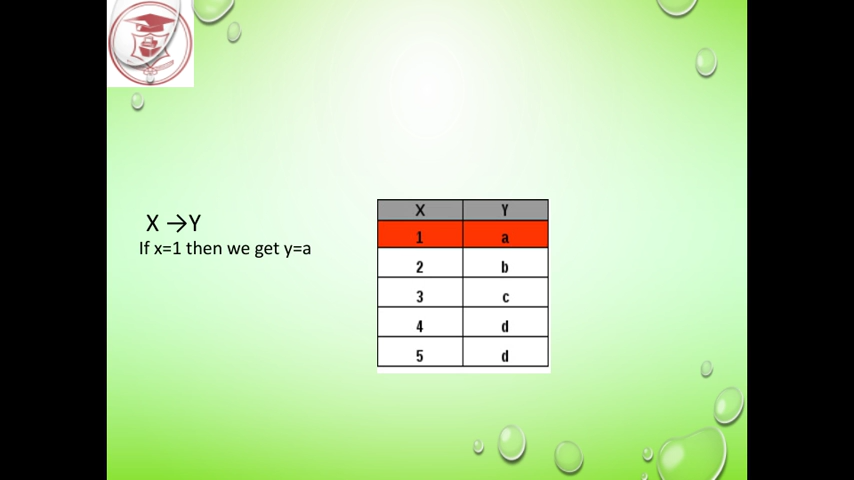 X →Y
If x=1 then we get y=a
X Y
1 a
2 b
3 c
4 d
5 d